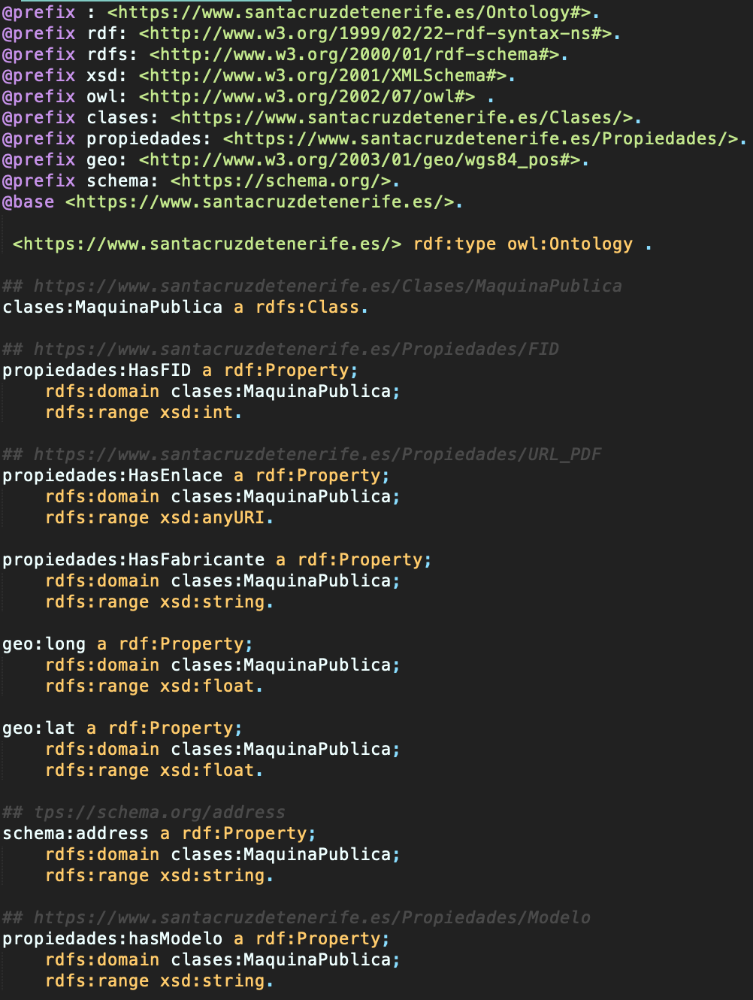 @prefix : <https://www.santacruzdetenerife.es/Ontology#>.
@prefix rdf: <http://www.w3.org/1999/02/22-rdf-syntax-ns#>.
@prefix rdfs: <http://www.w3.org/2000/01/rdf-schema#>.
@prefix xsd: <http://www.w3.org/2001/XMLSchema#>.
@prefix owl: <http://www.w3.org/2002/07/owl#> .
@prefix clases: <https://www.santacruzdetenerife.es/Clases/>.
@prefix propiedades: <https://www.santacruzdetenerife.es/Propiedades/>.
@prefix geo: <http://www.w3.org/2003/01/geo/wgs84_pos#>.
@prefix schema: <https://schema.org/>.
@base <https://www.santacruzdetenerife.es/>.
<https://www.santacruzdetenerife.es/> rdf:type owl:Ontology .
## https://www.santacruzdetenerife.es/Clases/MaquinaPublica
clases:MaquinaPublica a rdfs:Class.
## https://www.santacruzdetenerife.es/Propiedades/FID
propiedades:HasFID a rdf:Property;
rdfs:domain clases:MaquinaPublica;
rdfs:range xsd:int.
## https://www.santacruzdetenerife.es/Propiedades/URL_PDF
propiedades:HasEnlace a rdf:Property;
rdfs:domain clases:MaquinaPublica;
rdfs:range xsd:anyURI.
propiedades:HasFabricante a rdf:Property;
rdfs:domain clases:MaquinaPublica;
rdfs:range xsd:string.
geo:long a rdf:Property;
rdfs:domain clases:MaquinaPublica;
rdfs:range xsd:float.
geo:lat a rdf:Property;
rdfs:domain clases:MaquinaPublica;
rdfs:range xsd:float.
## tps://schema.org/address
schema:address a rdf:Property;
rdfs:domain clases:MaquinaPublica;
rdfs:range xsd:string.
## https://www.santacruzdetenerife.es/Propiedades/Modelo
propiedades:hasModelo a rdf:Property;
rdfs:domain clases:MaquinaPublica;
rdfs:range xsd:string.